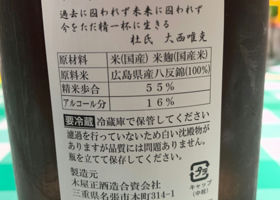 過去に囚われず未来に囚われず
今をただ精一杯に生きる
杜氏 大西唯克
原材料 米(国産) 米麹(国産米)
原料米 広島県産八反錦(100%)
精米歩合 55%
アルコール分 16%
要冷蔵 冷蔵庫で保管してください
濾過を行っていないため白い沈殿物が
ありますが品質には問題ありません。
瓶を立てて保存してください。
製造元
木屋正酒造合資会社
三重県名張市本町314-1
プラ
キャップ
(中栓)